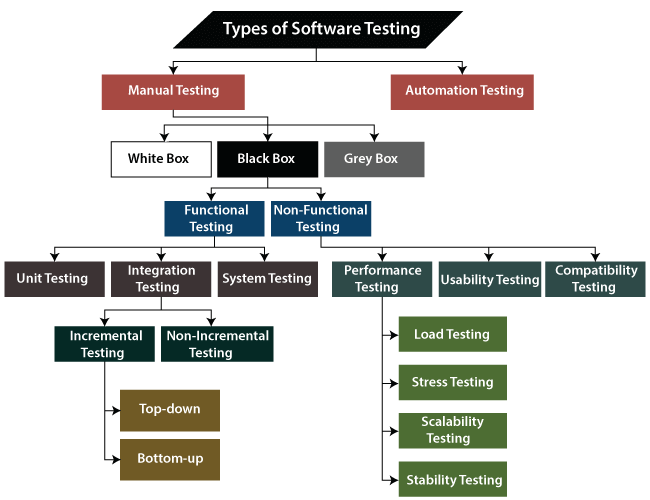 Types of Software Testing
Manual Testing
Automation Testing
White Box
Black Box
Grey Box
Functional
Testing
Non-Functional
Testing
Unit Testing
Integration
Testing
System Testing
Performance
Testing
Usability Testing
Compatibility
Testing
Incremental
Testing
Non-Incremental
Testing
Load Testing
Stress Testing
Scalability
Testing
Stability Testing
Top-down
Bottom-up